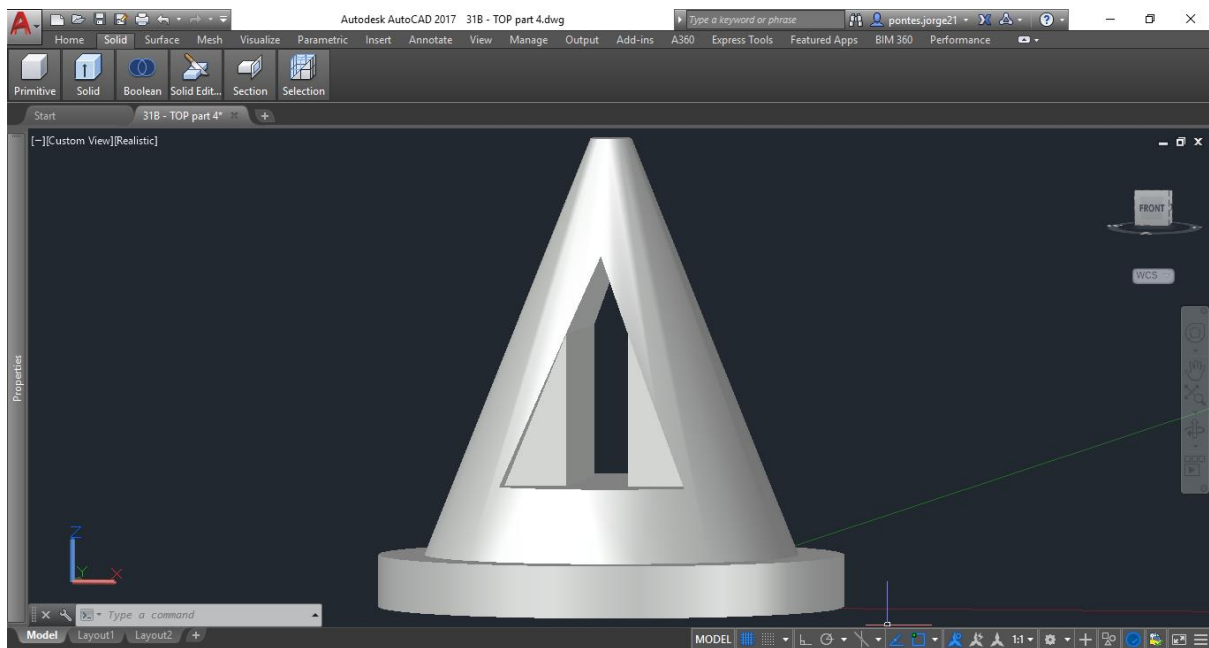 Autodesk AutoCAD 2017 31B - TOP part 4.dwg
Type a keyword or phrase
pontes.jorge21
Home Solid Surface Mesh Visualize Parametric Insert Annotate View Manage Output Add-ins A360 Express Tools Featured Apps BIM 360 Performance
Primitive Solid Boolean Solid Edit... Section Selection
Start 31B - TOP part 4*
[−][Custom View][Realistic]
FRONT
WCS
Properties
Z
Y X
Type a command
Model Layout1 Layout2 +
MODEL 1:1